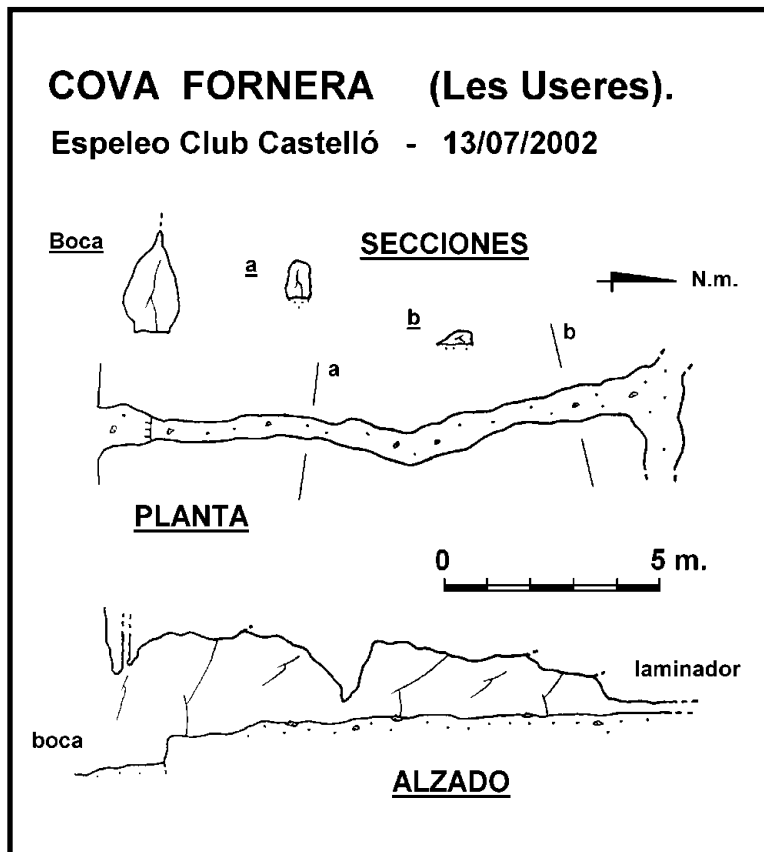 COVA FORNERA (Les Useres).
Espeleo Club Castelló - 13/07/2002
Boca
SECCIONES
a
N.m.
b
b
a
PLANTA
0 5 m.
laminador
boca
ALZADO